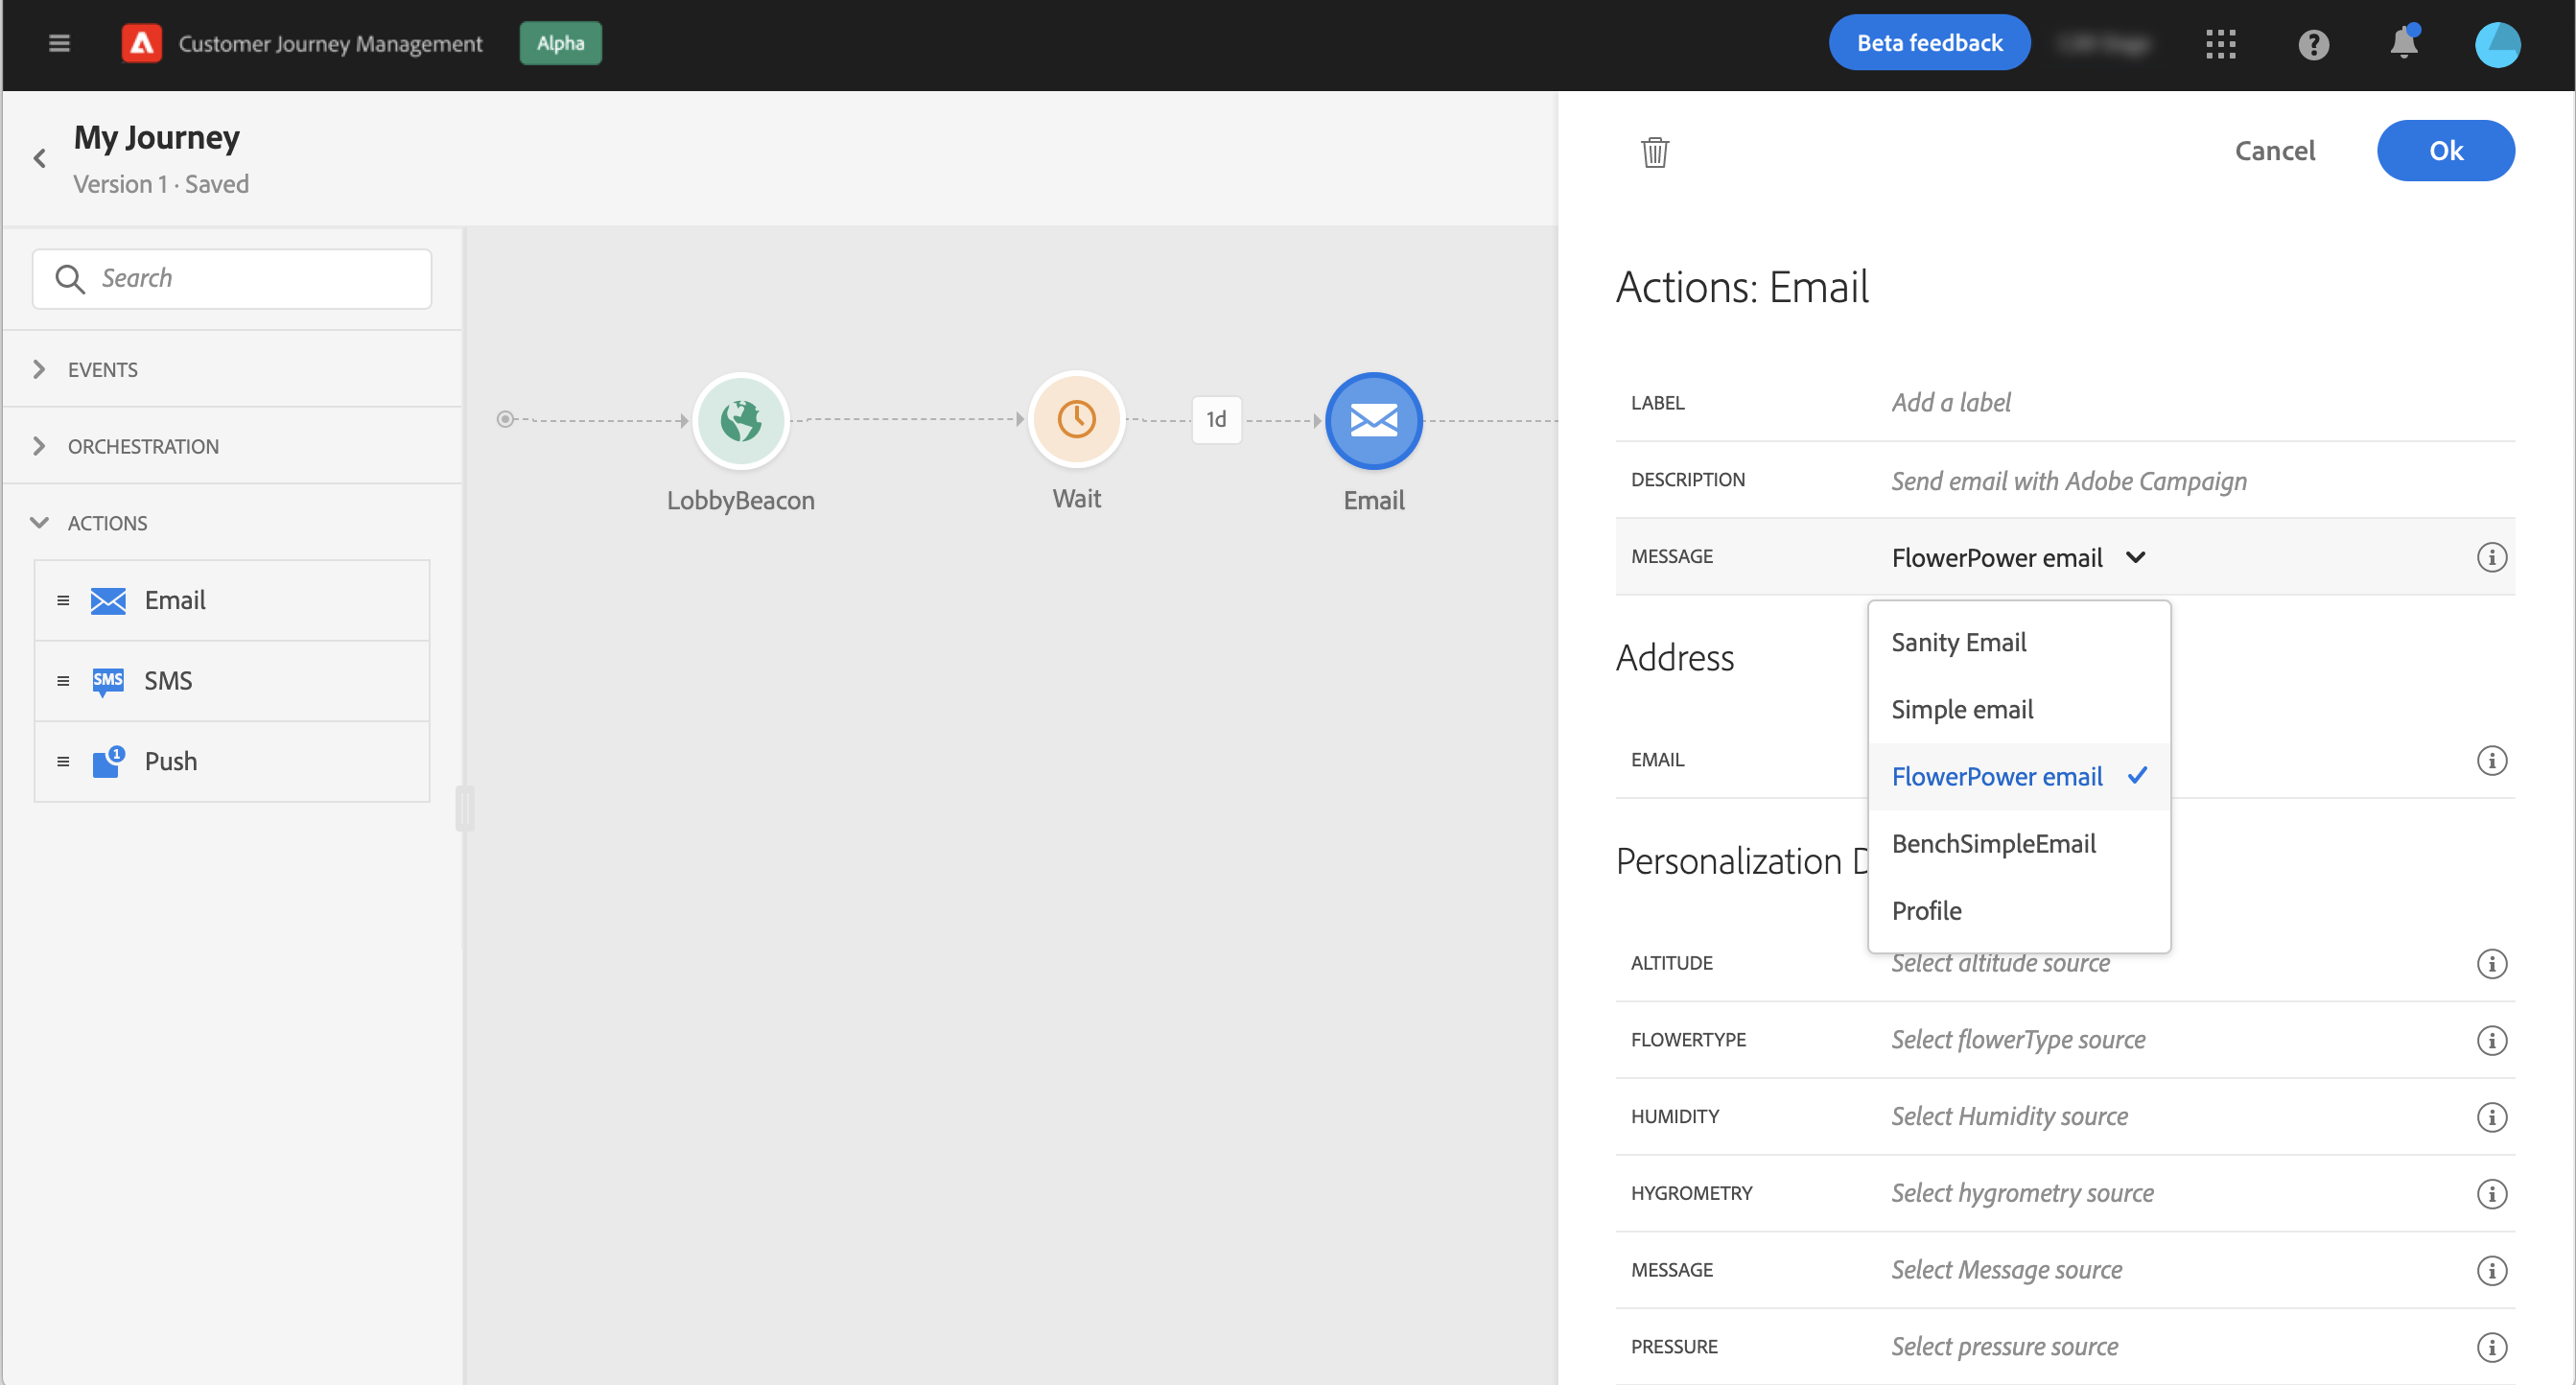 Customer Journey Management
Alpha
Beta feedback
My Journey
Version 1 · Saved
Cancel
Ok
Search
EVENTS
ORCHESTRATION
ACTIONS
Email
SMS
SMS
1
Push
LobbyBeacon
Wait
1d
Email
Actions: Email
LABEL
Add a label
DESCRIPTION
Send email with Adobe Campaign
MESSAGE
FlowerPower email
Sanity Email
Simple email
FlowerPower email
BenchSimpleEmail
Profile
Address
EMAIL
Personalization
ALTITUDE
Select altitude source
FLOWERTYPE
Select flowerType source
HUMIDITY
Select Humidity source
HYGROMETRY
Select hygrometry source
MESSAGE
Select Message source
PRESSURE
Select pressure source